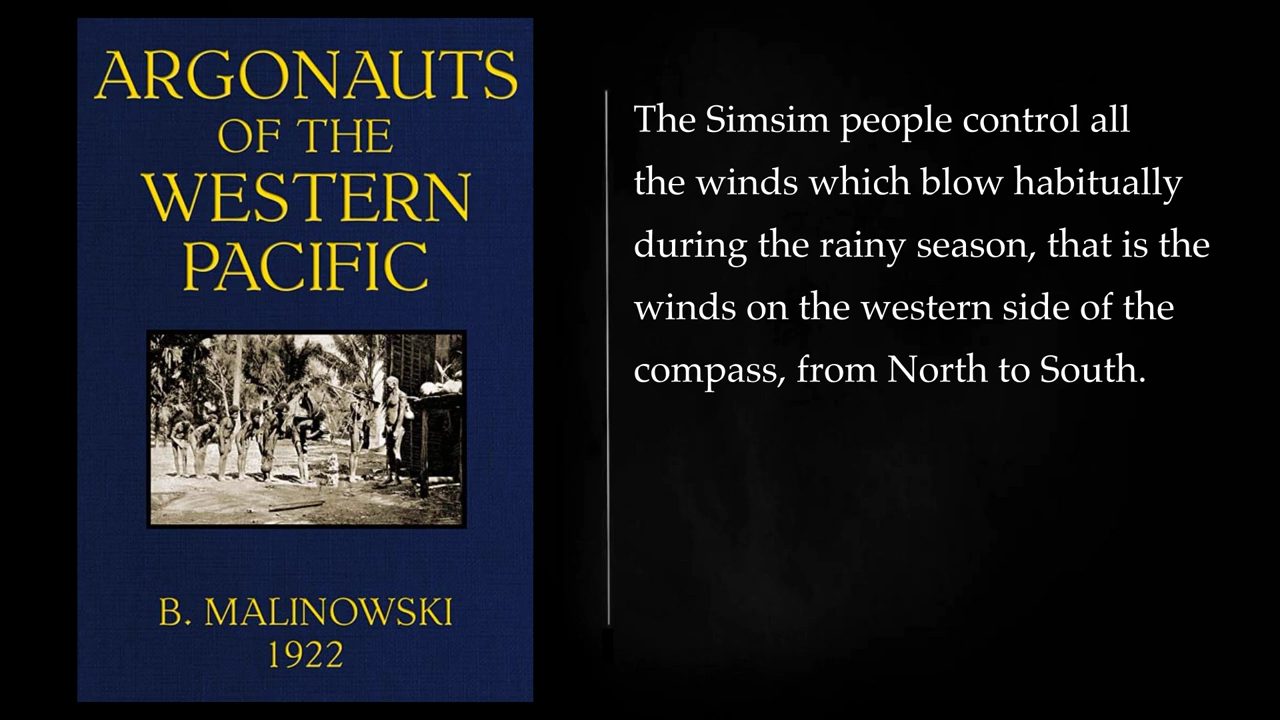 ARGONAUTS
OF THE
WESTERN
PACIFIC
B. MALINOWSKI
1922
The Simsim people control all
the winds which blow habitually
during the rainy season, that is the
winds on the western side of the
compass, from North to South.